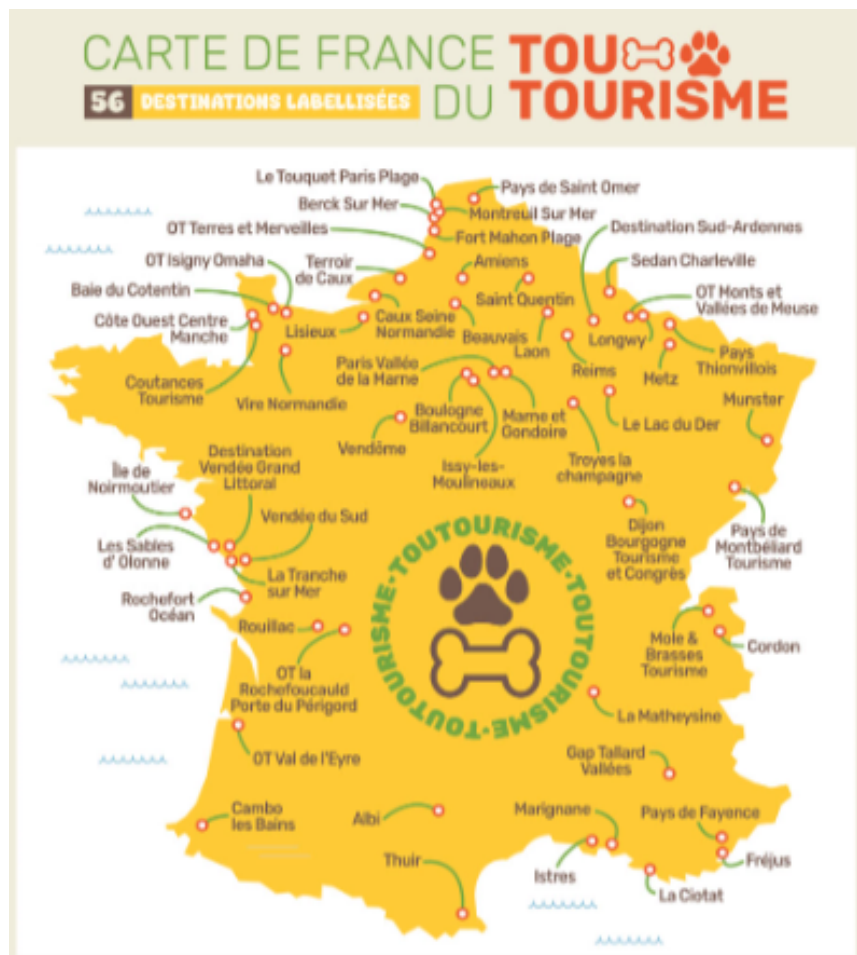 CARTE DE FRANCE
56 DESTINATIONS LABELLISÉES
DU
TOU
TOURISME
Le Touquet Paris Plage
Pays de Saint Omer
Berck Sur Mer
Montreuil Sur Mer
OT Terres et Merveilles
Fort Mahon Plage
Destination Sud-Ardennes
OT Isigny Omaha
Terroir
de Caux
Amiens
Sedan Charleville
Baie du Cotentin
Saint Quentin
OT Monts et
Vallées de Meuse
Côte Ouest Centre
Manche
Lisieux
Caux Seine
Normandie
Beauvais
Laon
Longwy
Pays
Thionvillois
Paris Vallée
de la Marne
Reims
Metz
Coutances
Tourisme
Vire Normandie
Boulogne
Billancourt
Marne et
Gondoire
Le Lac du Der
Munster
Vendôme
Issy-les-
Moulineaux
Troyes la
champagne
Destination
Vendée Grand
Littoral
Île de
Noirmoutier
Vendée du Sud
Dijon
Bourgogne
Tourisme
et Congrès
Pays de
Montbéliard
Tourisme
Les Sables
d' Olonne
La Tranche
sur Mer
Rochefort
Océan
Rouillac
TOUTOURISME·TOUTOURISME·TOUTOURISME·
Mole &
Brasses
Tourisme
Cordon
OT la
Rochefoucauld
Porte du Périgord
La Matheysine
OT Val de l'Eyre
Gap Tallard
Vallées
Cambo
les Bains
Albi
Marignane
Pays de Fayence
Thuir
Istres
Fréjus
La Ciotat